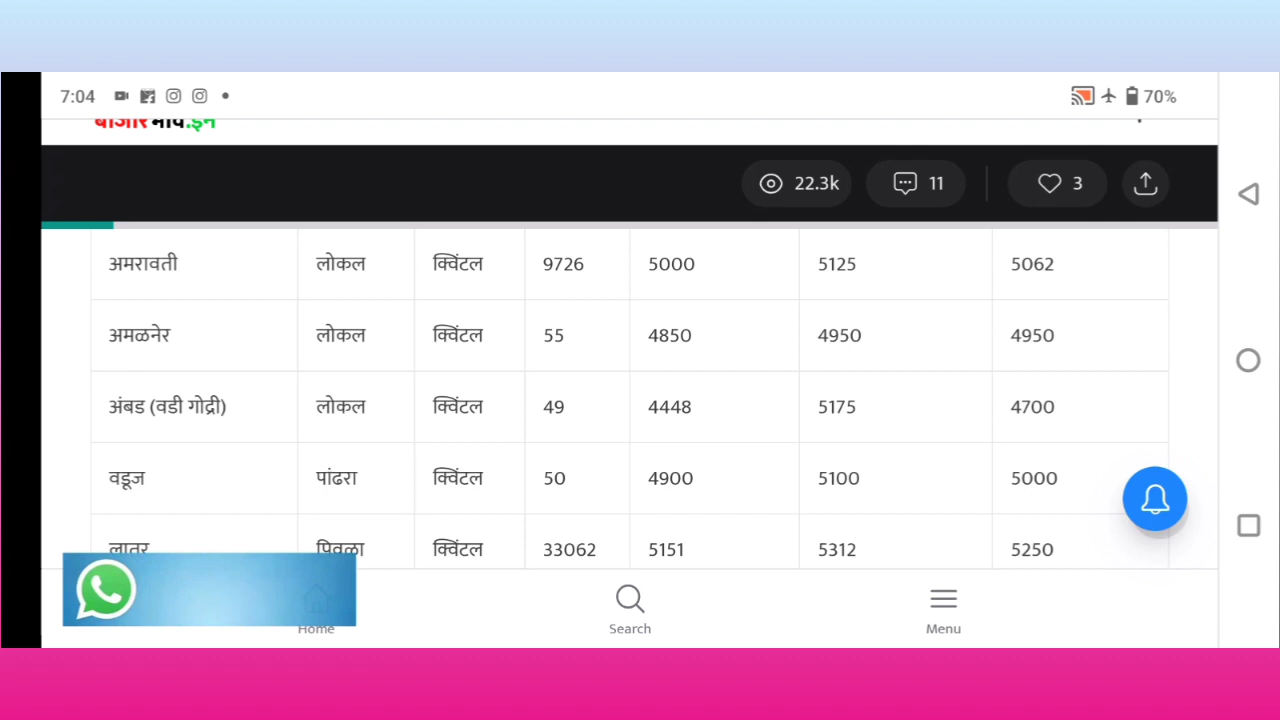 7:04 70%
बाजारभाव.इन
22.3k 11 3
अमरावती लोकल क्विंटल 9726 5000 5125 5062
अमळनेर लोकल क्विंटल 55 4850 4950 4950
अंबड (वडी गोद्री) लोकल क्विंटल 49 4448 5175 4700
वडूज पांढरा क्विंटल 50 4900 5100 5000
लातूर पिवळा क्विंटल 33062 5151 5312 5250
Home Search Menu